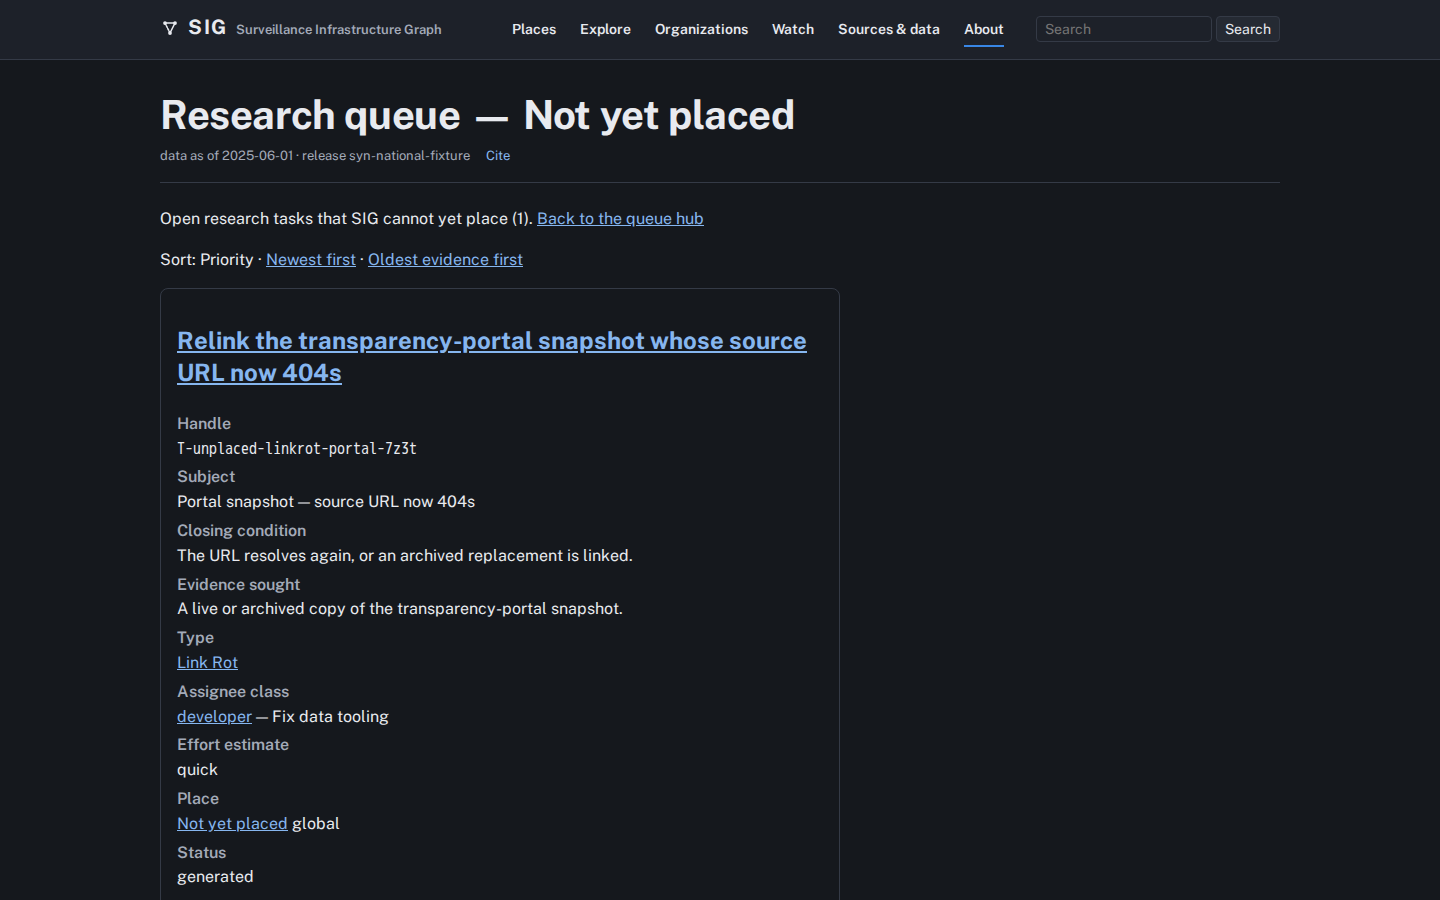 SIG Surveillance Infrastructure Graph
Places Explore Organizations Watch Sources & data About Search Search
Research queue — Not yet placed
data as of 2025-06-01 · release syn-national-fixture Cite
Open research tasks that SIG cannot yet place (1). Back to the queue hub
Sort: Priority · Newest first · Oldest evidence first
Relink the transparency-portal snapshot whose source
URL now 404s
Handle
T-unplaced-linkrot-portal-7z3t
Subject
Portal snapshot — source URL now 404s
Closing condition
The URL resolves again, or an archived replacement is linked.
Evidence sought
A live or archived copy of the transparency-portal snapshot.
Type
Link Rot
Assignee class
developer — Fix data tooling
Effort estimate
quick
Place
Not yet placed global
Status
generated